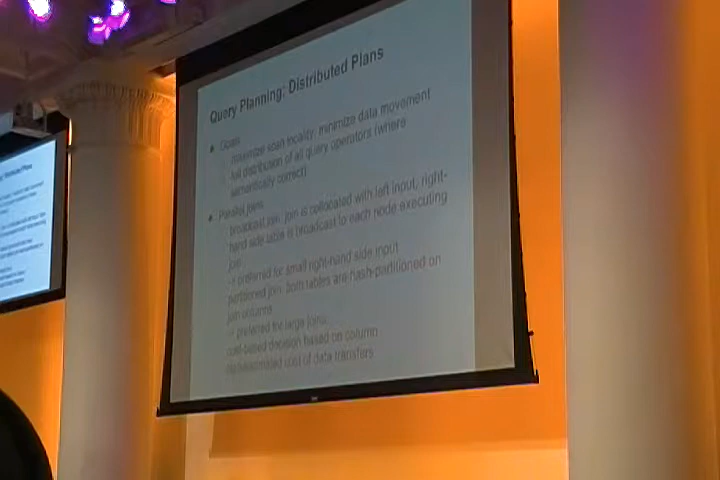 Query Planning: Distributed Plans
Goals
maximize scan locality, minimize data movement
full distribution of all query operators (where
semantically correct)
Parallel joins
broadcast join: join is collocated with left input, right-
hand side table is broadcast to each node executing
join
-> preferred for small right-hand side input
partitioned join: both tables are hash-partitioned on
join columns
-> preferred for large joins
cost-based decision based on column
stats/estimated cost of data transfers